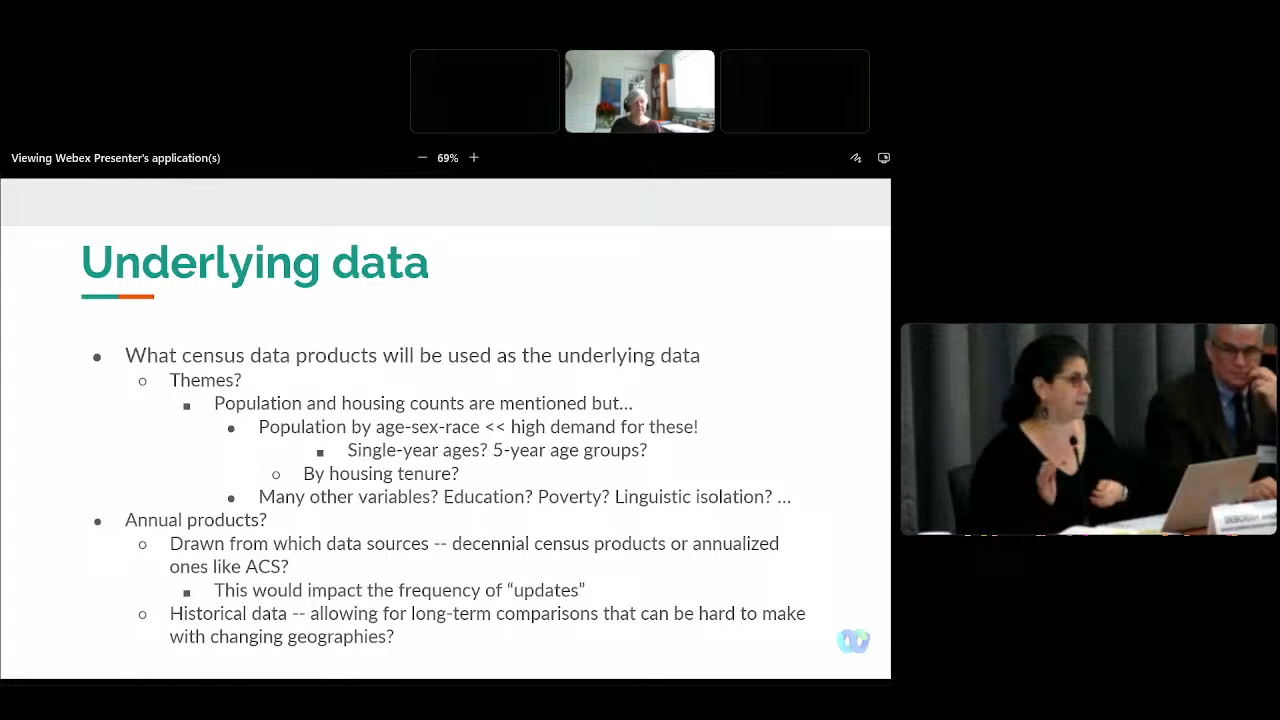 Viewing Webex Presenter's application(s)
69%
Underlying data
● What census data products will be used as the underlying data
○ Themes?
■ Population and housing counts are mentioned but...
● Population by age-sex-race << high demand for these!
■ Single-year ages? 5-year age groups?
○ By housing tenure?
● Many other variables? Education? Poverty? Linguistic isolation? ...
● Annual products?
○ Drawn from which data sources -- decennial census products or annualized
ones like ACS?
■ This would impact the frequency of “updates”
○ Historical data -- allowing for long-term comparisons that can be hard to make
with changing geographies?